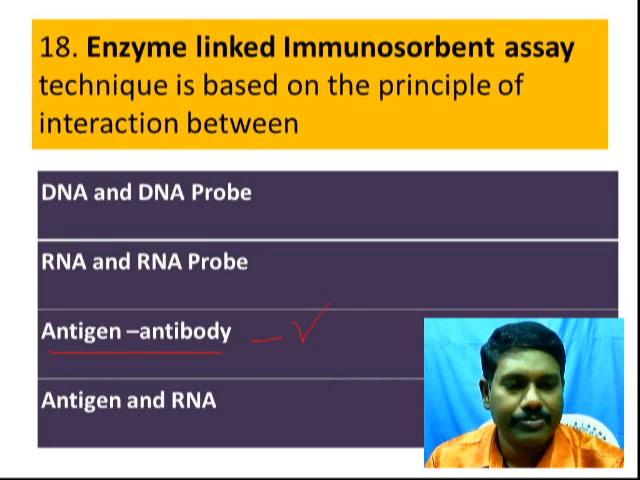 18. Enzyme linked Immunosorbent assay
technique is based on the principle of
interaction between
DNA and DNA Probe
RNA and RNA Probe
Antigen –antibody
Antigen and RNA